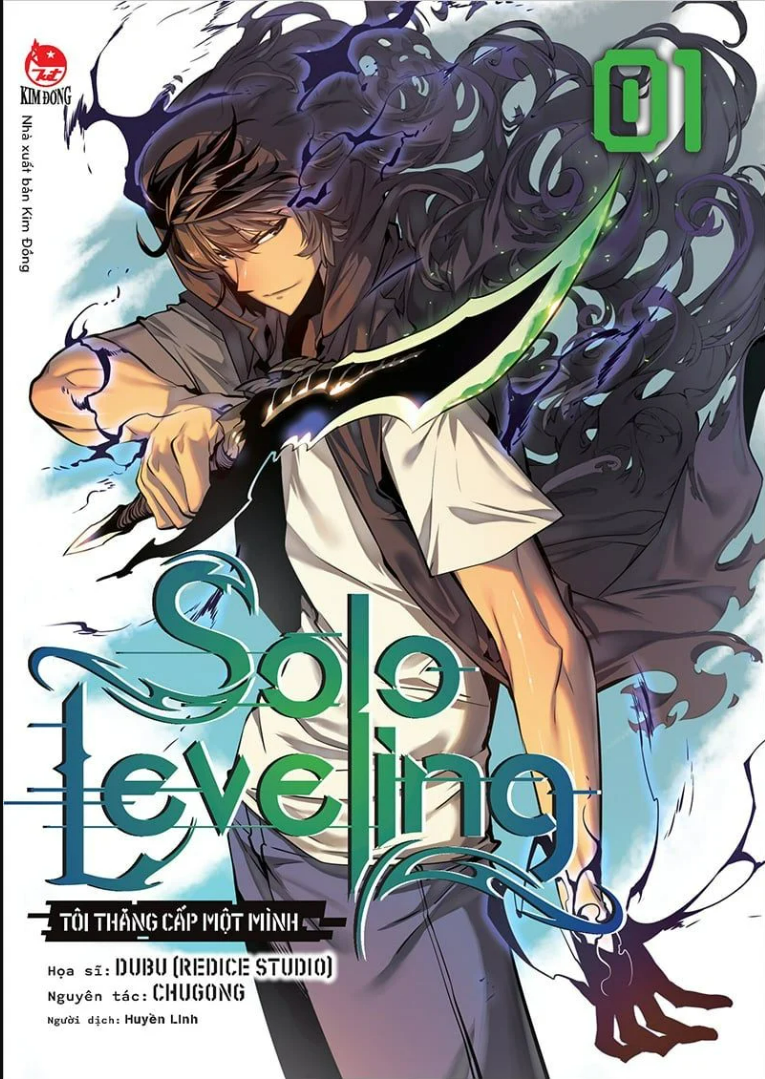 KIM ĐỒNG
Nhà xuất bản Kim Đồng
01
Solo
Leveling
TÔI THĂNG CẤP MỘT MÌNH
Họa sĩ: DUBU (REDICE STUDIO)
Nguyên tác: CHUGONG
Người dịch: Huyền Linh